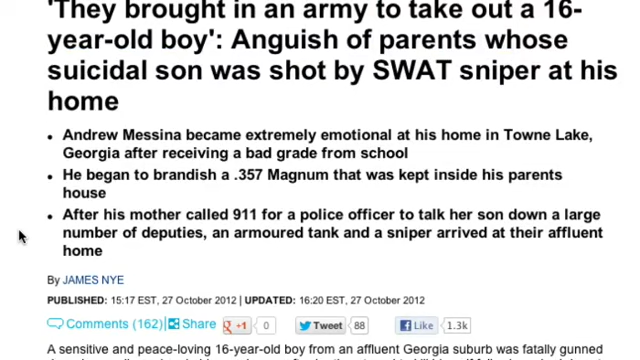 'They brought in an army to take out a 16-
year-old boy': Anguish of parents whose
suicidal son was shot by SWAT sniper at his
home
• Andrew Messina became extremely emotional at his home in Towne Lake,
Georgia after receiving a bad grade from school
• He began to brandish a .357 Magnum that was kept inside his parents
house
• After his mother called 911 for a police officer to talk her son down a large
number of deputies, an armoured tank and a sniper arrived at their affluent
home
By JAMES NYE
PUBLISHED: 15:17 EST, 27 October 2012 | UPDATED: 16:20 EST, 27 October 2012
Comments (162) Share +1 0 Tweet 88 Like 1.3k
A sensitive and peace-loving 16-year-old boy from an affluent Georgia suburb was fatally gunned